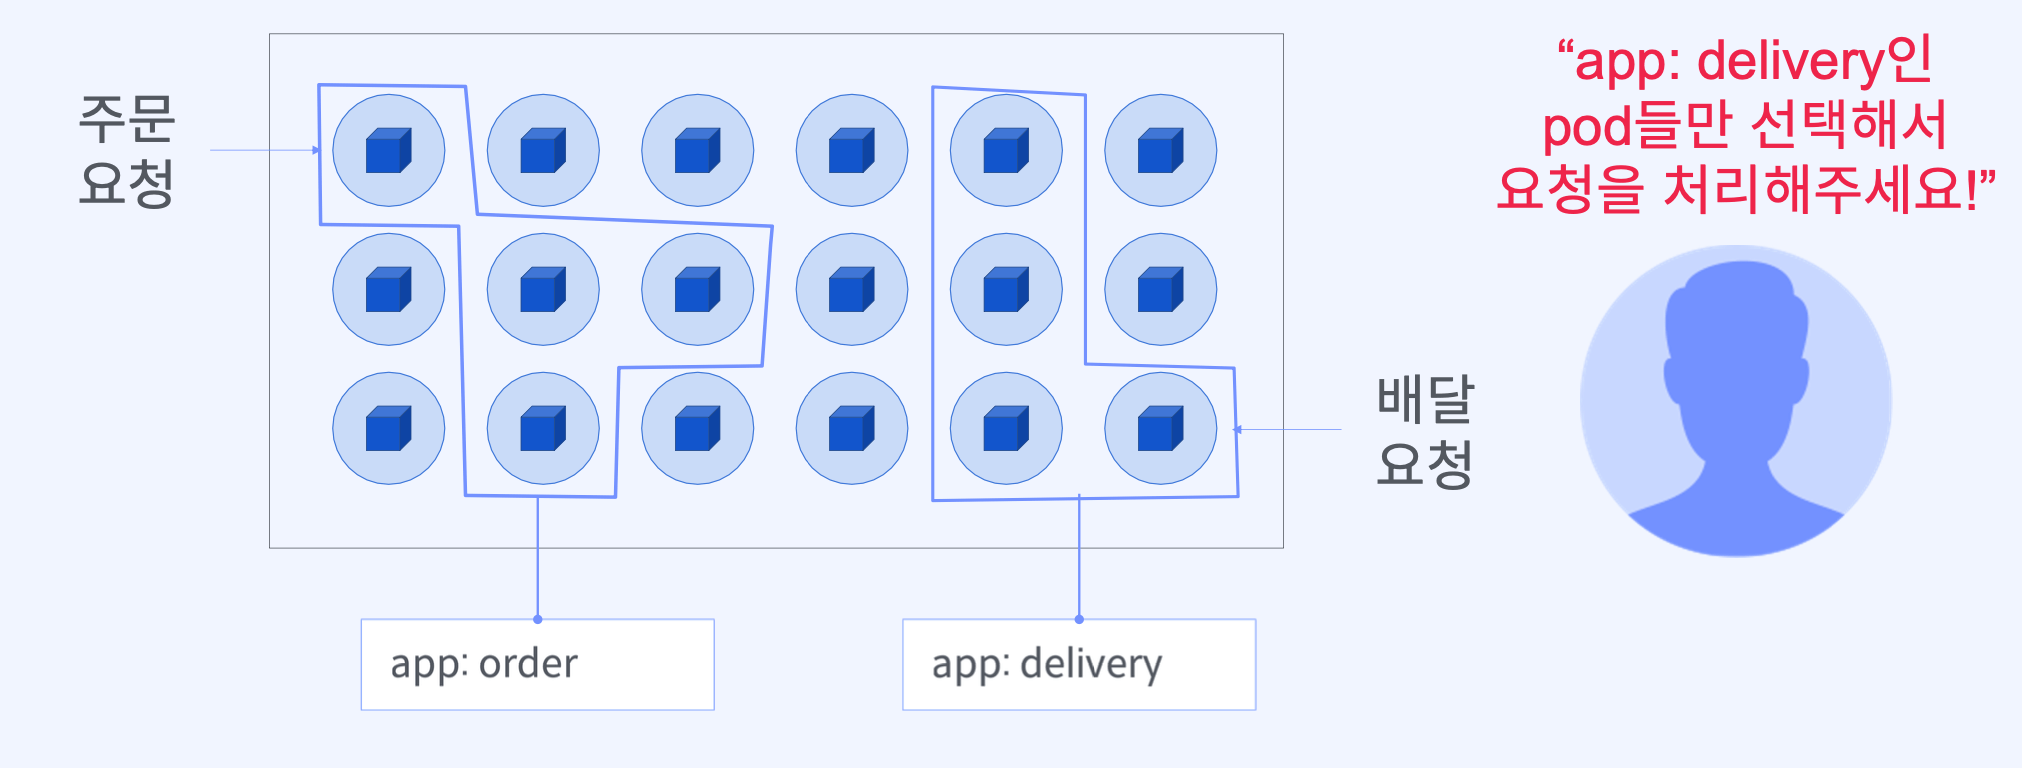 주문
요청
“app: delivery인
pod들만 선택해서
요청을 처리해주세요!”
배달
요청
app: order
app: delivery